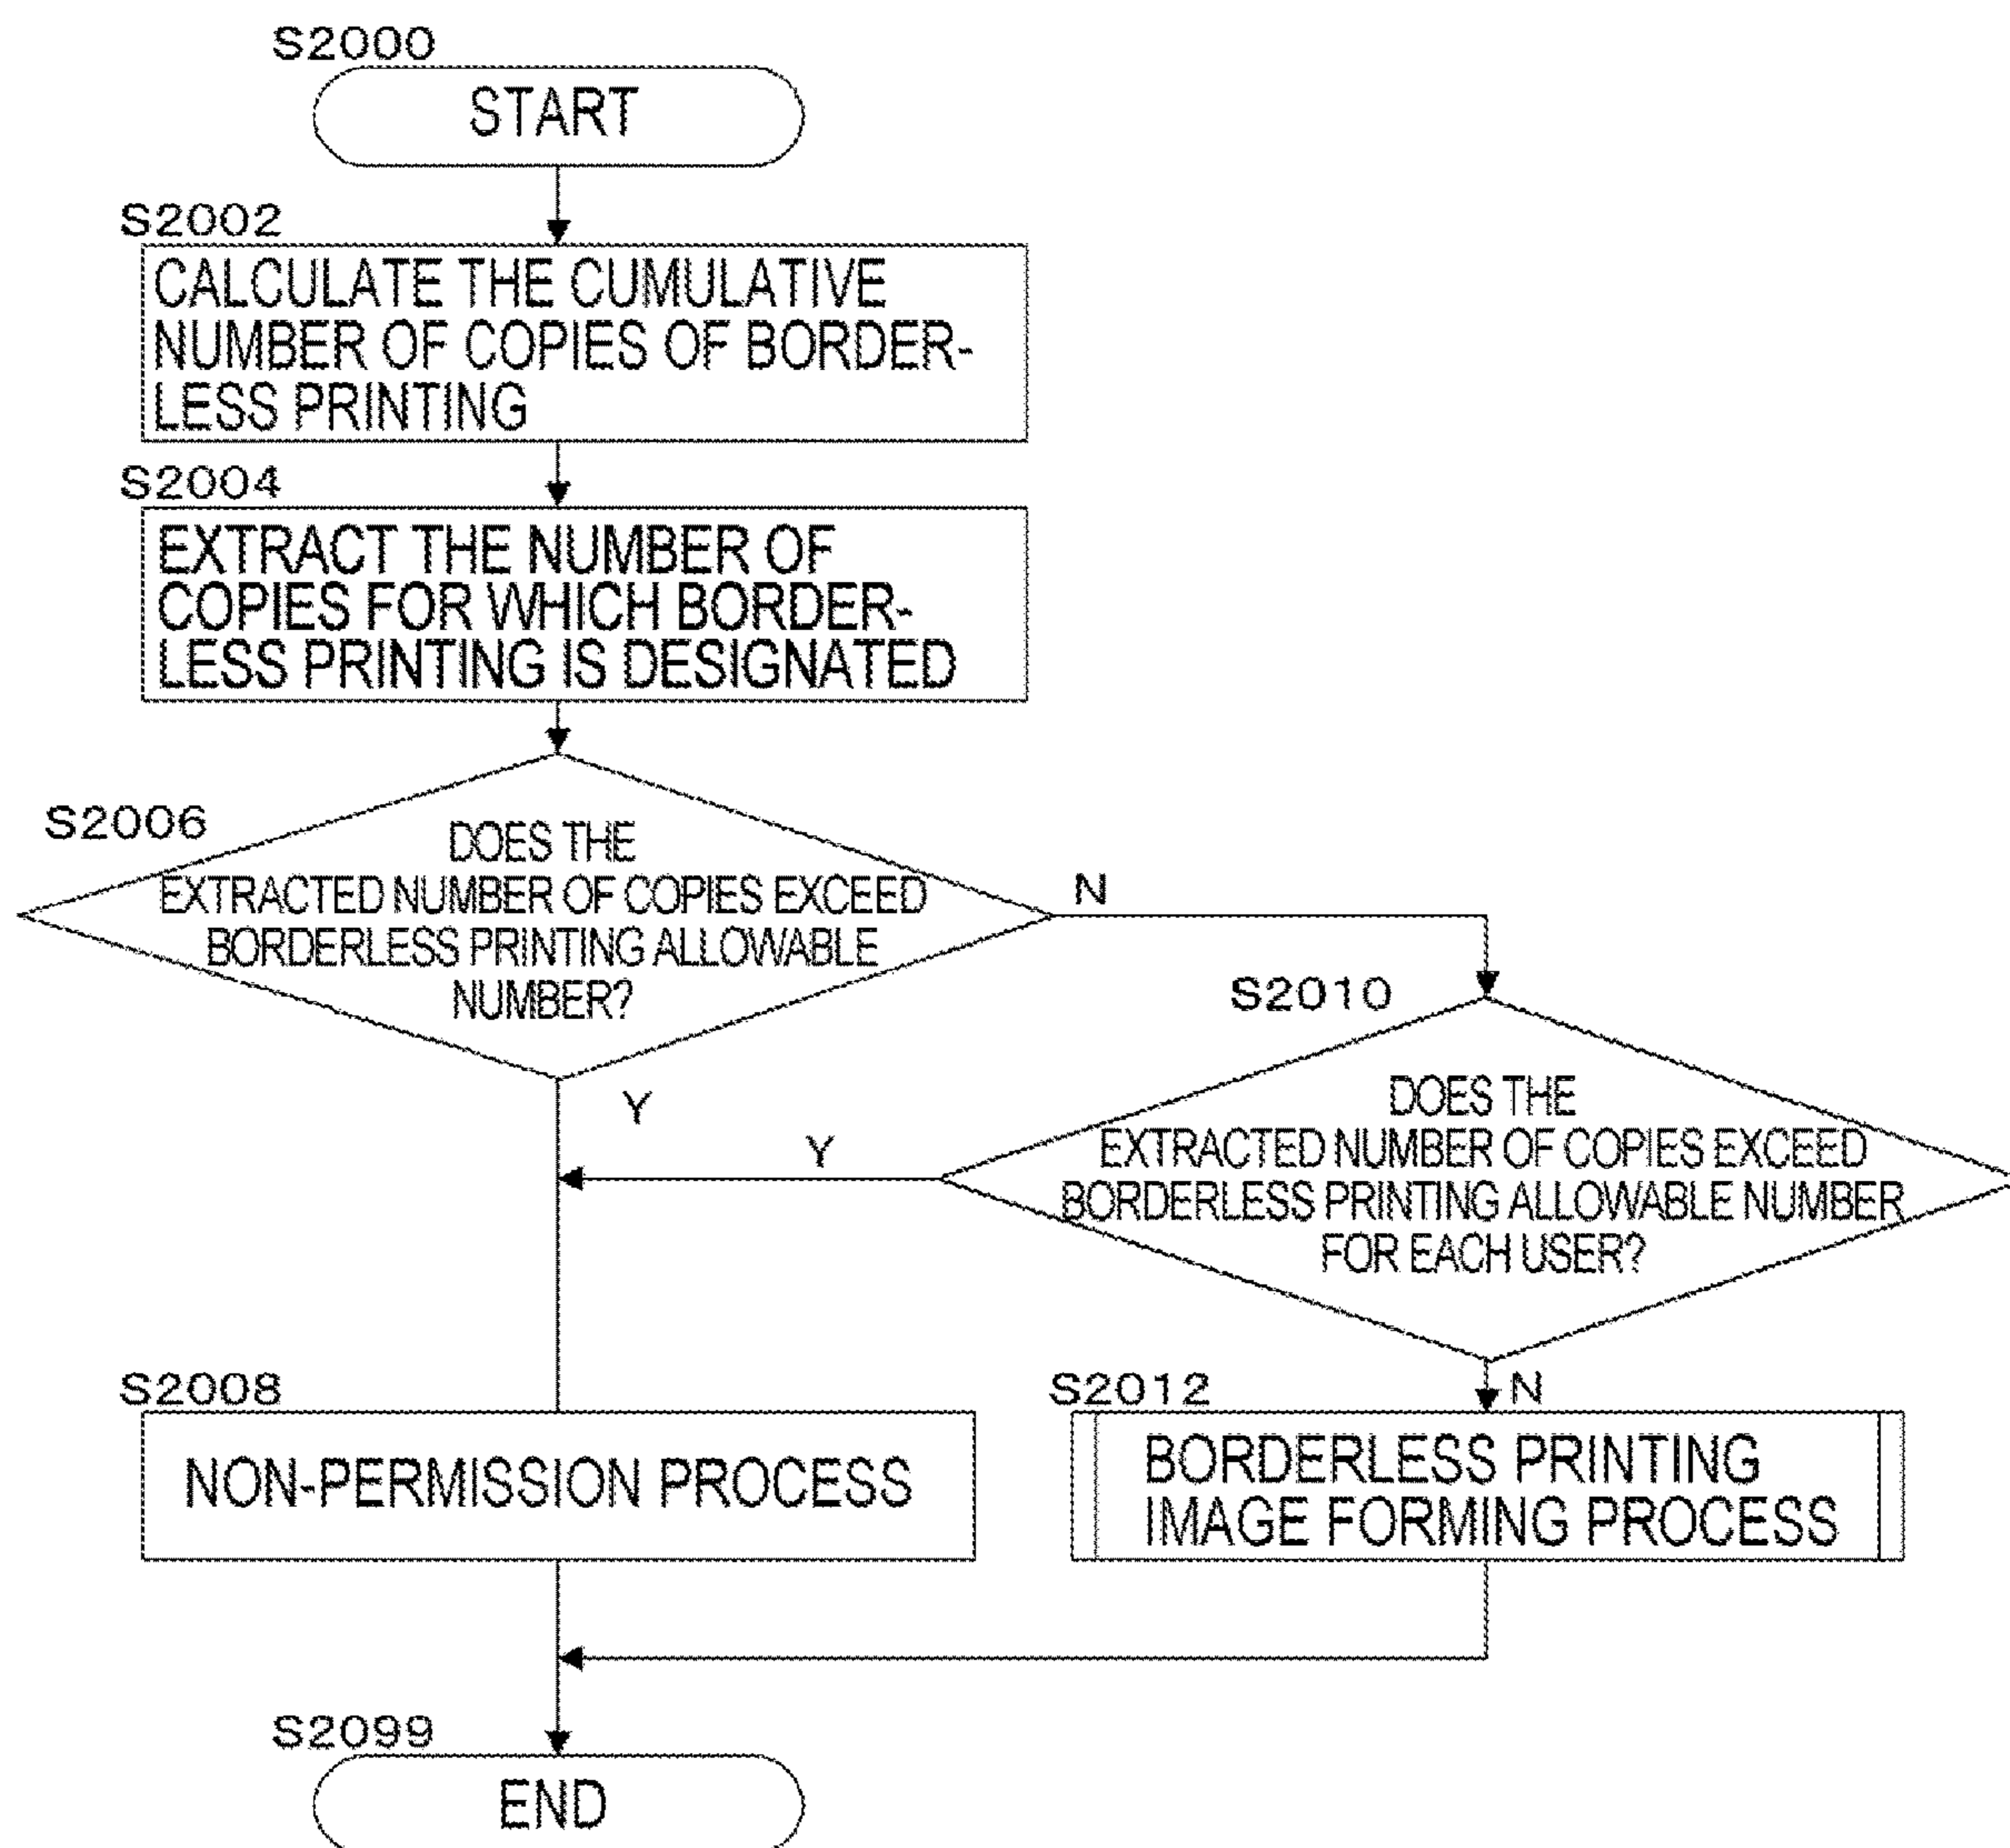 S2000
START
S2002
CALCULATE THE CUMULATIVE
NUMBER OF COPIES OF BORDER-
LESS PRINTING
S2004
EXTRACT THE NUMBER OF
COPIES FOR WHICH BORDER-
LESS PRINTING IS DESIGNATED
S2006
DOES THE
EXTRACTED NUMBER OF COPIES EXCEED
BORDERLESS PRINTING ALLOWABLE
NUMBER?
N
Y
S2010
DOES THE
EXTRACTED NUMBER OF COPIES EXCEED
BORDERLESS PRINTING ALLOWABLE NUMBER
FOR EACH USER?
Y
N
S2008
NON-PERMISSION PROCESS
S2012
BORDERLESS PRINTING
IMAGE FORMING PROCESS
S2099
END